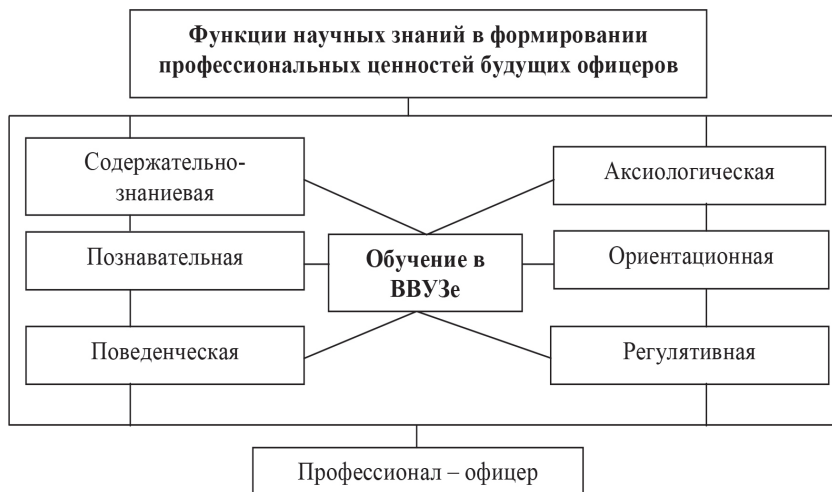 Функции научных знаний в формировании
профессиональных ценностей будущих офицеров
Содержательно-
знаниевая
Аксиологическая
Познавательная
Обучение в
ВВУЗе
Ориентационная
Поведенческая
Регулятивная
Профессионал – офицер